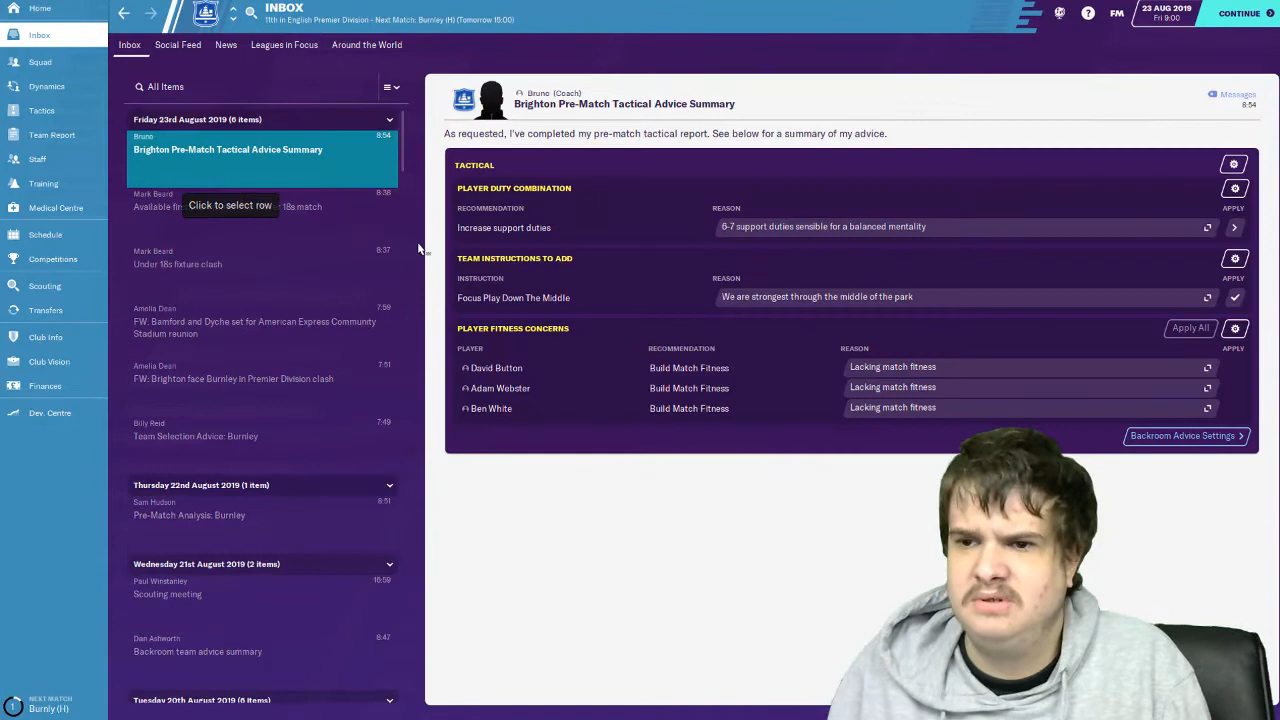 Home
Inbox
Squad
Dynamics
Tactics
Team Report
Staff
Training
Medical Centre
Schedule
Competitions
Scouting
Transfers
Club Info
Club Vision
Finances
Dev. Centre
NEXT MATCH
1 Burnly (H)
INBOX
11th in English Premier Division - Next Match: Burnley (H) (Tomorrow 15:00)
FM
23 AUG 2019
Fri 9:00
CONTINUE
Inbox Social Feed News Leagues in Focus Around the World
All Items
Friday 23rd August 2019 (6 items)
Bruno 8:54
Brighton Pre-Match Tactical Advice Summary
Mark Beard 8:38
Available 18s match
Click to select row
Mark Beard 8:37
Under 18s fixture clash
Amelia Dean 7:59
FW: Bamford and Dyche set for American Express Community
Stadium reunion
Amelia Dean 7:51
FW: Brighton face Burnley in Premier Division clash
Billy Reid 7:49
Team Selection Advice: Burnley
Thursday 22nd August 2019 (1 item)
Sam Hudson 8:51
Pre-Match Analysis: Burnley
Wednesday 21st August 2019 (2 items)
Paul Winstanley 16:59
Scouting meeting
Dan Ashworth 8:47
Backroom team advice summary
Tuesday 20th August 2019 (6 items)
Bruno (Coach)
Brighton Pre-Match Tactical Advice Summary
Messages
8:54
As requested, I've completed my pre-match tactical report. See below for a summary of my advice.
TACTICAL
PLAYER DUTY COMBINATION
RECOMMENDATION REASON APPLY
Increase support duties 6-7 support duties sensible for a balanced mentality
TEAM INSTRUCTIONS TO ADD
INSTRUCTION REASON APPLY
Focus Play Down The Middle We are strongest through the middle of the park
PLAYER FITNESS CONCERNS Apply All
PLAYER RECOMMENDATION REASON APPLY
David Button Build Match Fitness Lacking match fitness
Adam Webster Build Match Fitness Lacking match fitness
Ben White Build Match Fitness Lacking match fitness
Backroom Advice Settings